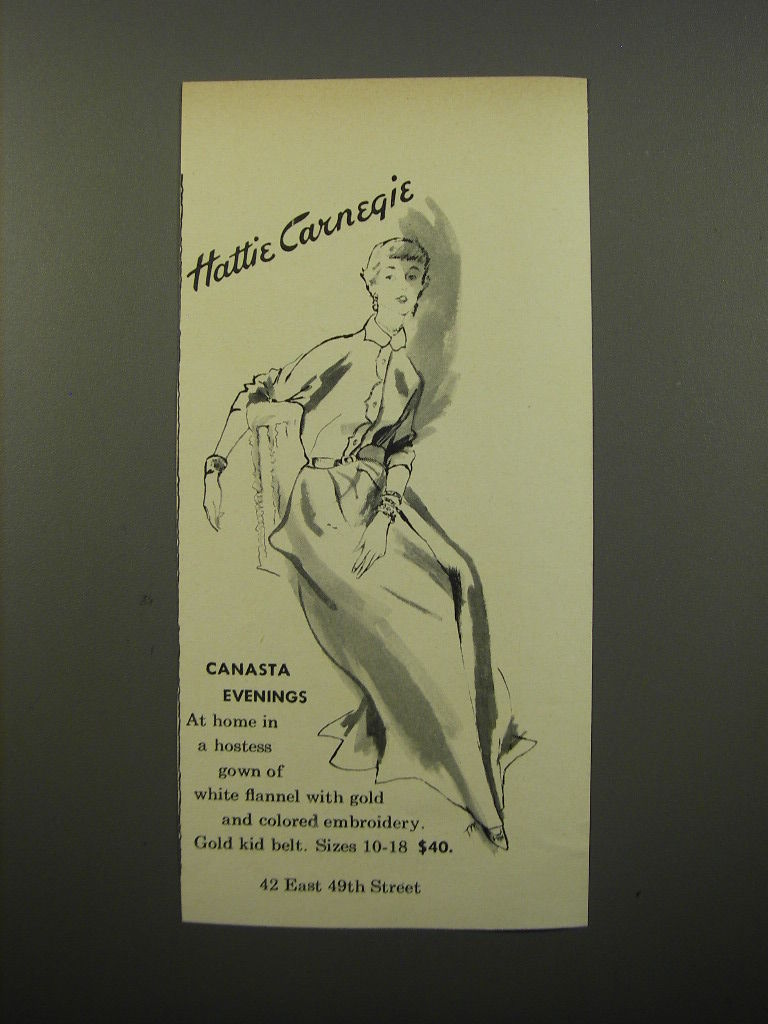 Hattie Carnegie
CANASTA
EVENINGS
At home in
a hostess
gown of
white flannel with gold
and colored embroidery.
Gold kid belt. Sizes 10-18 $40.
42 East 49th Street